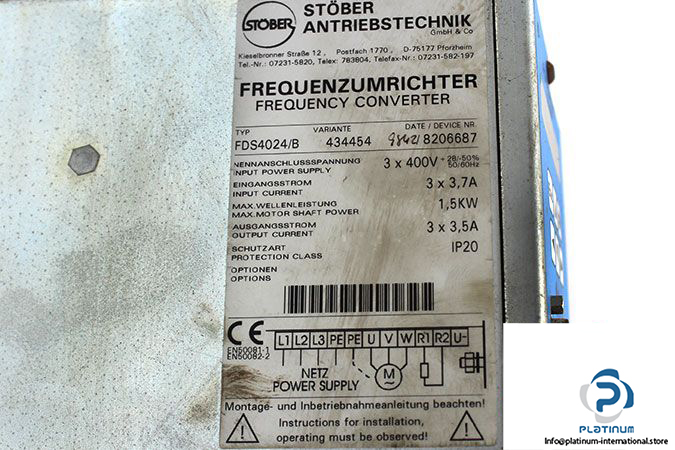 STÖBER
STÖBER
ANTRIEBSTECHNIK
GmbH & Co
Kieselbronner Straße 12 , Postfach 1770 , D-75177 Pforzheim
Tel.-Nr.: 07231-5820, Telex: 783804, Telefax-Nr.: 07231-582-197
FREQUENZUMRICHTER
FREQUENCY CONVERTER
TYP VARIANTE DATE / DEVICE NR.
FDS4024/B 434454 9842/8206687
NENNANSCHLUSSSPANNUNG 3 x 400V +28/-50%
INPUT POWER SUPPLY 50/60Hz
EINGANGSSTROM 3 x 3,7A
INPUT CURRENT
MAX.WELLENLEISTUNG 1,5KW
MAX.MOTOR SHAFT POWER
AUSGANGSSTROM 3 x 3,5A
OUTPUT CURRENT
SCHUTZART IP20
PROTECTION CLASS
OPTIONEN
OPTIONS
CE L1 L2 L3 PE PE U V W R1 R2 U-
EN50081-1
EN50082-2
NETZ M
POWER SUPPLY
Montage- und Inbetriebnahmeanleitung beachten!
! Instructions for installation, !
operating must be observed!
PLATINUM
Info@platinum-international.store